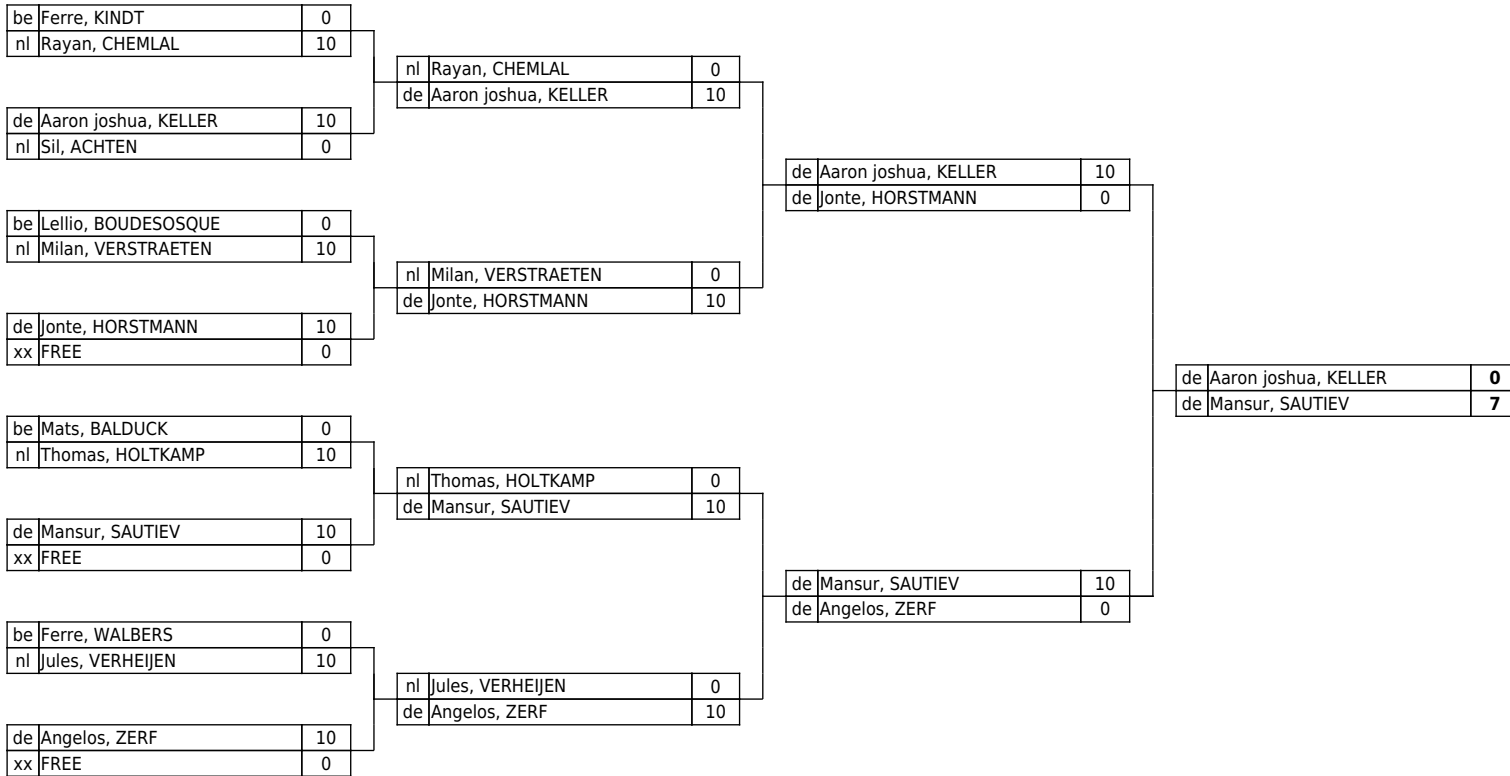 be Ferre, KINDT 0
nl Rayan, CHEMLAL 10
de Aaron joshua, KELLER 10
nl Sil, ACHTEN 0
be Lellio, BOUDESOSQUE 0
nl Milan, VERSTRAETEN 10
de Jonte, HORSTMANN 10
xx FREE 0
be Mats, BALDUCK 0
nl Thomas, HOLTKAMP 10
de Mansur, SAUTIEV 10
xx FREE 0
be Ferre, WALBERS 0
nl Jules, VERHEIJEN 10
de Angelos, ZERF 10
xx FREE 0
nl Rayan, CHEMLAL 0
de Aaron joshua, KELLER 10
nl Milan, VERSTRAETEN 0
de Jonte, HORSTMANN 10
nl Thomas, HOLTKAMP 0
de Mansur, SAUTIEV 10
nl Jules, VERHEIJEN 0
de Angelos, ZERF 10
de Aaron joshua, KELLER 10
de Jonte, HORSTMANN 0
de Mansur, SAUTIEV 10
de Angelos, ZERF 0
de Aaron joshua, KELLER 0
de Mansur, SAUTIEV 7